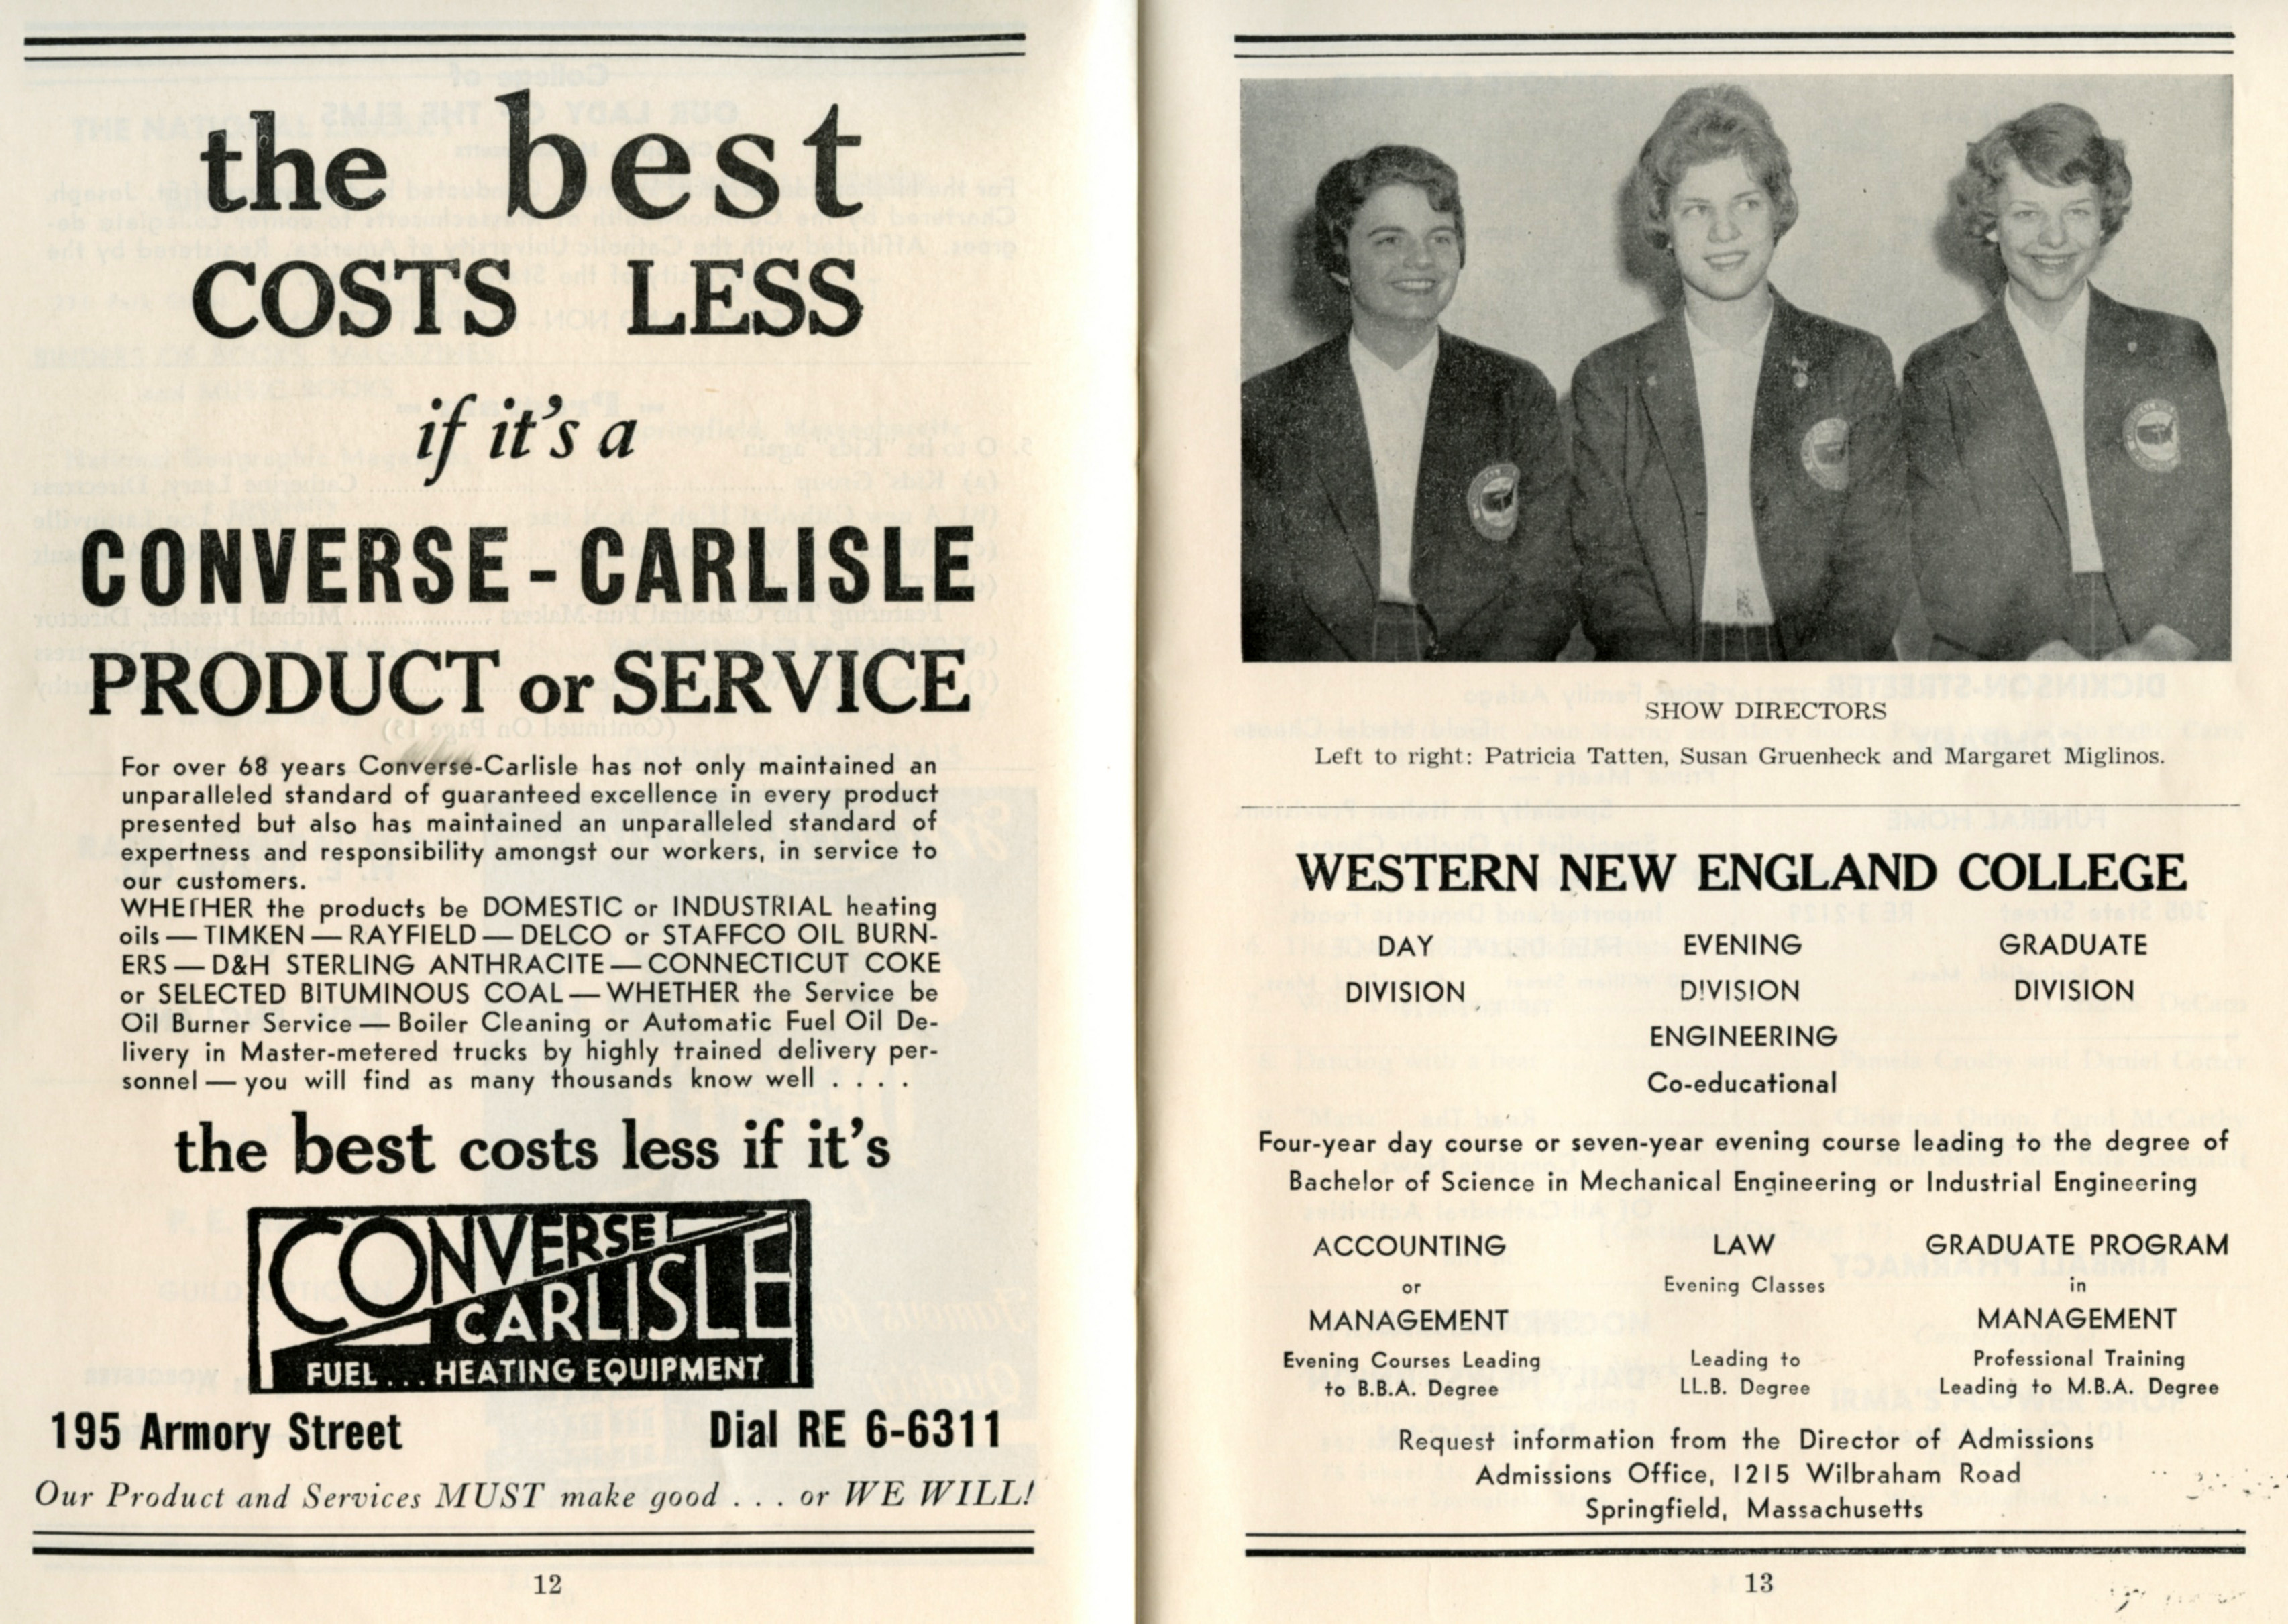 the best
COSTS LESS
if it's a
CONVERSE - CARLISLE
PRODUCT or SERVICE
For over 68 years Converse-Carlisle has not only maintained an
unparalleled standard of guaranteed excellence in every product
presented but also has maintained an unparalleled standard of
expertness and responsibility amongst our workers, in service to
our customers.
WHETHER the products be DOMESTIC or INDUSTRIAL heating
oils — TIMKEN — RAYFIELD — DELCO or STAFFCO OIL BURN-
ERS — D&H STERLING ANTHRACITE — CONNECTICUT COKE
or SELECTED BITUMINOUS COAL — WHETHER the Service be
Oil Burner Service — Boiler Cleaning or Automatic Fuel Oil De-
livery in Master-metered trucks by highly trained delivery per-
sonnel — you will find as many thousands know well . . . .
the best costs less if it's
CONVERSE
CARLISLE
FUEL . . . HEATING EQUIPMENT
195 Armory Street Dial RE 6-6311
Our Product and Services MUST make good . . . or WE WILL!
12
SHOW DIRECTORS
Left to right: Patricia Tatten, Susan Gruenheck and Margaret Miglinos.
WESTERN NEW ENGLAND COLLEGE
DAY EVENING GRADUATE
DIVISION DIVISION DIVISION
ENGINEERING
Co-educational
Four-year day course or seven-year evening course leading to the degree of
Bachelor of Science in Mechanical Engineering or Industrial Engineering
ACCOUNTING LAW GRADUATE PROGRAM
or Evening Classes in
MANAGEMENT MANAGEMENT
Evening Courses Leading Leading to Professional Training
to B.B.A. Degree LL.B. Degree Leading to M.B.A. Degree
Request information from the Director of Admissions
Admissions Office, 1215 Wilbraham Road
Springfield, Massachusetts
13